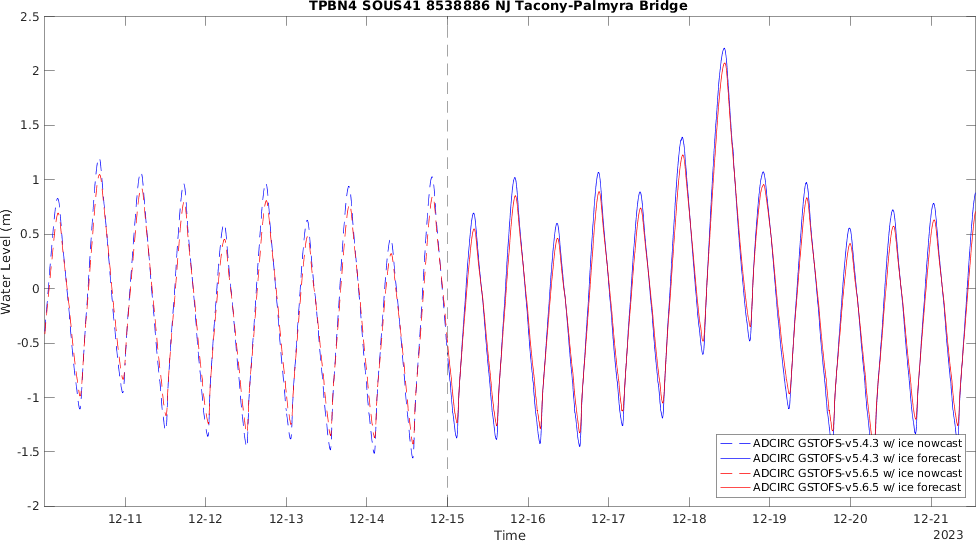 TPBN4 SOUS41 8538886 NJ Tacony-Palmyra Bridge
2.5
2
1.5
1
0.5
0
-0.5
-1
-1.5
-2
Water Level (m)
12-11 12-12 12-13 12-14 12-15 12-16 12-17 12-18 12-19 12-20 12-21
Time
2023
ADCIRC GSTOFS-v5.4.3 w/ ice nowcast
ADCIRC GSTOFS-v5.4.3 w/ ice forecast
ADCIRC GSTOFS-v5.6.5 w/ ice nowcast
ADCIRC GSTOFS-v5.6.5 w/ ice forecast